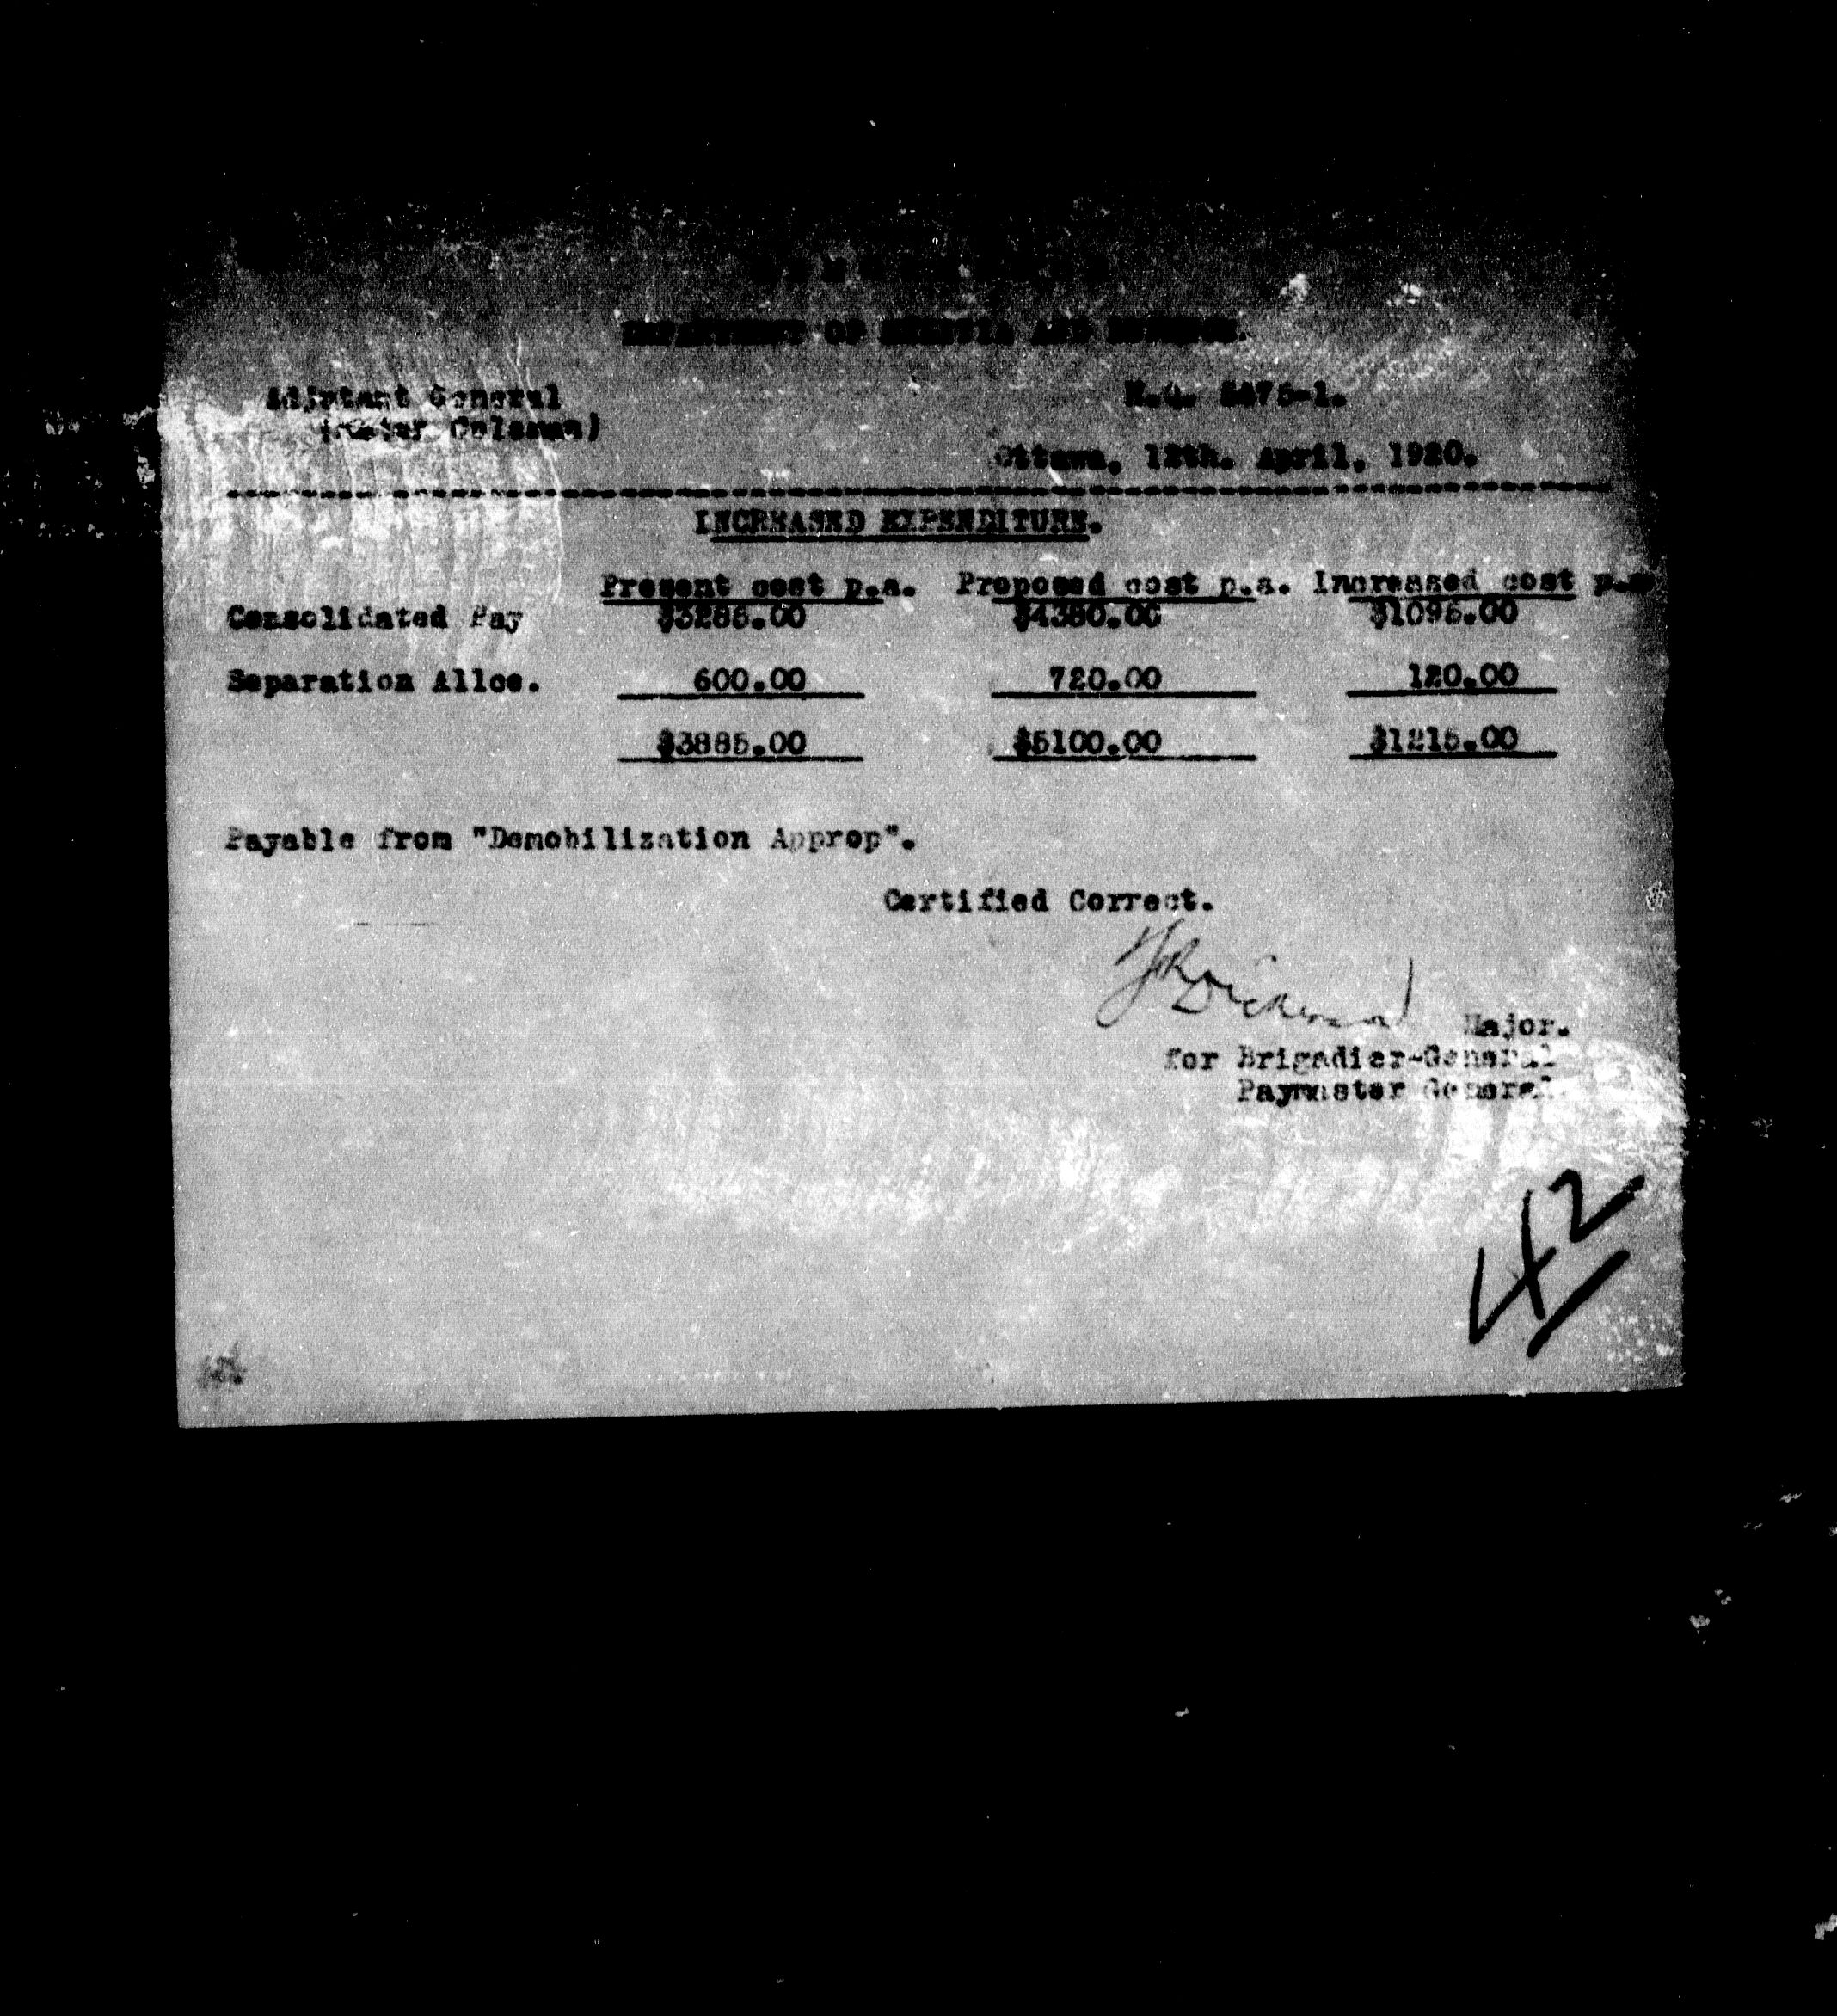 DEPARTMENT OF MILITIA AND DEFENCE.
Adjutant General
H.Q.
Ottawa, 12th. April, 1920.
INCREASED EXPENDITURE.
Present cost p.a. Proposed cost p.a. Increased cost p.a
Consolidated Pay $3285.00 $4380.00 $1095.00
Separation Allce. 600.00 720.00 120.00
$3885.00 $5100.00 $1215.00
Payable from "Demobilization Approp".
Certified Correct.
Major.
for Brigadier-General
Paymaster General
42